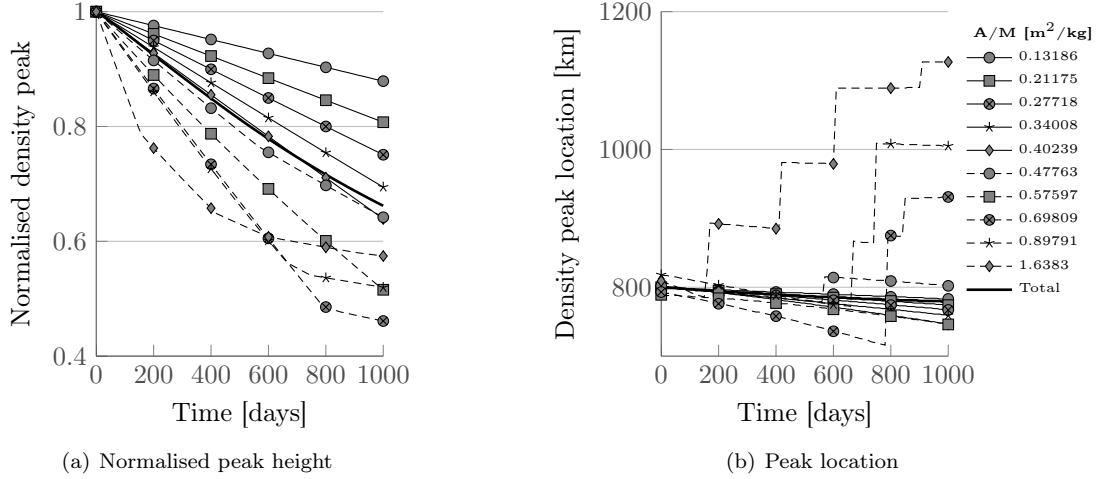 1
0.8
0.6
0.4
0 200 400 600 800 1000
Normalised density peak
Time [days]
(a) Normalised peak height
1200
1000
800
0 200 400 600 800 1000
Density peak location [km]
Time [days]
(b) Peak location
A/M [m²/kg]
0.13186
0.21175
0.27718
0.34008
0.40239
0.47763
0.57597
0.69809
0.89791
1.6383
Total